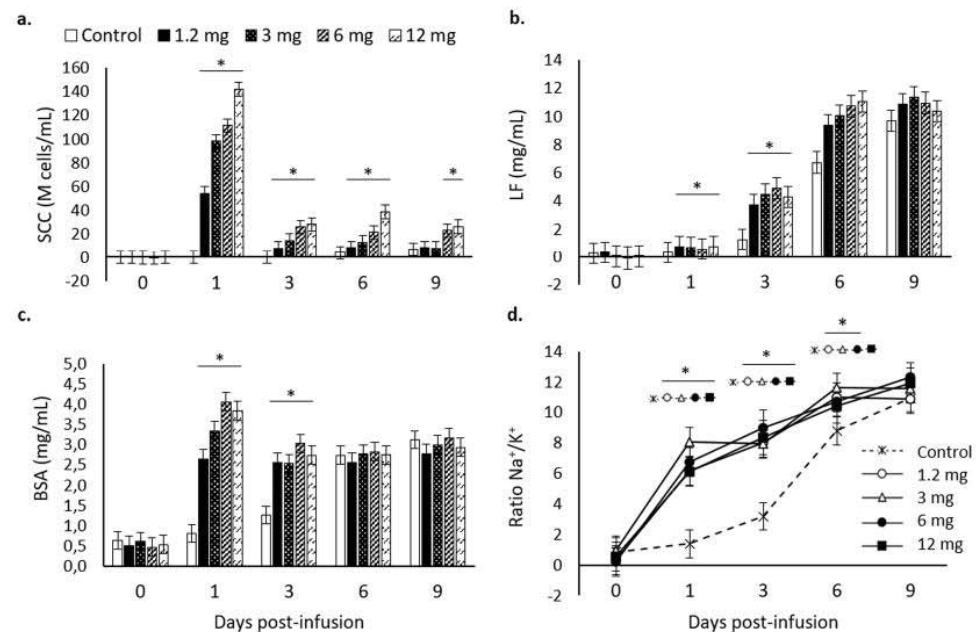 a.
Control 1.2 mg 3 mg 6 mg 12 mg
SCC (M cells/mL)
160
140
120
100
80
60
40
20
0
-20
* * * *
0 1 3 6 9
b.
LF (mg/mL)
14
12
10
8
6
4
2
0
-2
* *
0 1 3 6 9
c.
BSA (mg/mL)
5,0
4,5
4,0
3,5
3,0
2,5
2,0
1,5
1,0
0,5
0,0
* *
0 1 3 6 9
Days post-infusion
d.
Ratio Na⁺/K⁺
14
12
10
8
6
4
2
0
-2
* * *
Control
1.2 mg
3 mg
6 mg
12 mg
0 1 3 6 9
Days post-infusion